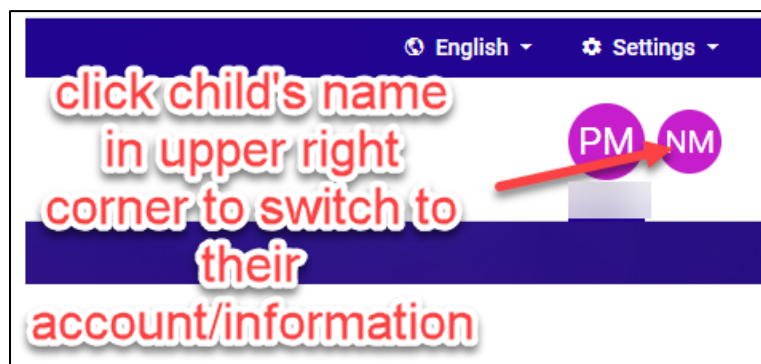 English Settings
click child's name
in upper right
corner to switch to
their
account/information
PM NM